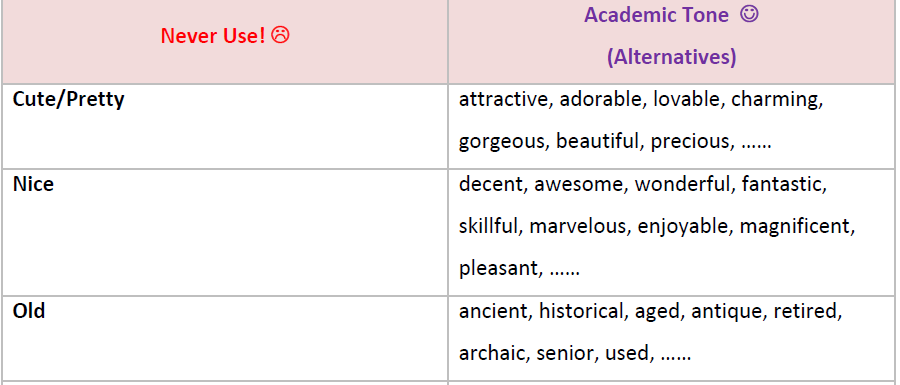 Never Use! ☹
Academic Tone ☺
(Alternatives)
Cute/Pretty
attractive, adorable, lovable, charming,
gorgeous, beautiful, precious, ……
Nice
decent, awesome, wonderful, fantastic,
skillful, marvelous, enjoyable, magnificent,
pleasant, ……
Old
ancient, historical, aged, antique, retired,
archaic, senior, used, ……